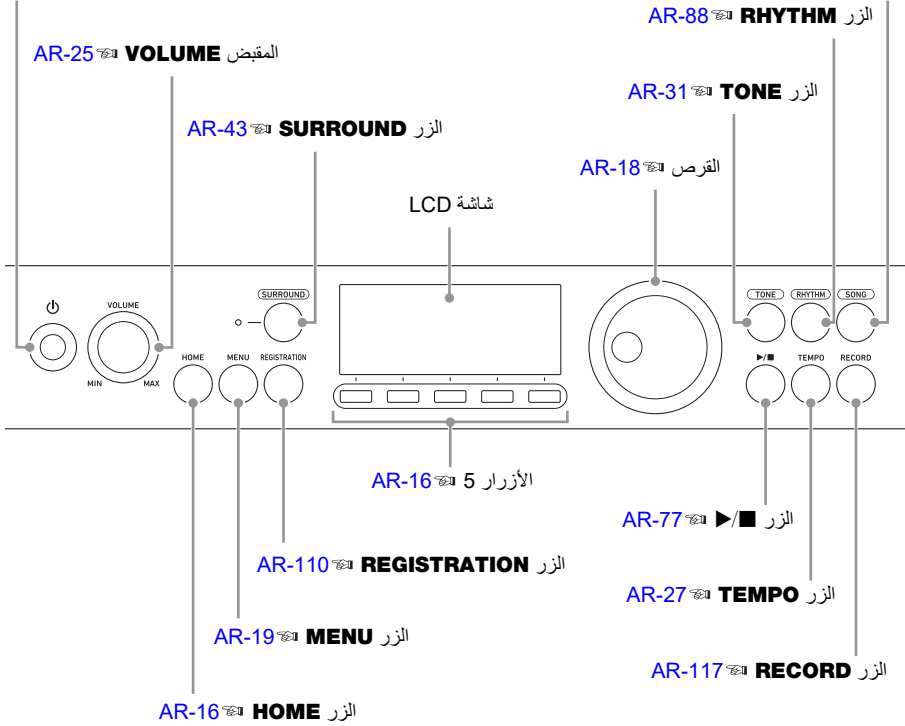 الزر RHYTHM ☞ AR-88
المقبض VOLUME ☞ AR-25
الزر TONE ☞ AR-31
الزر SURROUND ☞ AR-43
القرص ☞ AR-18
شاشة LCD
VOLUME
MIN
MAX
SURROUND
HOME
MENU
REGISTRATION
TONE
RHYTHM
SONG
▶/■
TEMPO
RECORD
الأزرار 5 ☞ AR-16
الزر ▶/■ ☞ AR-77
الزر REGISTRATION ☞ AR-110
الزر TEMPO ☞ AR-27
الزر MENU ☞ AR-19
الزر RECORD ☞ AR-117
الزر HOME ☞ AR-16